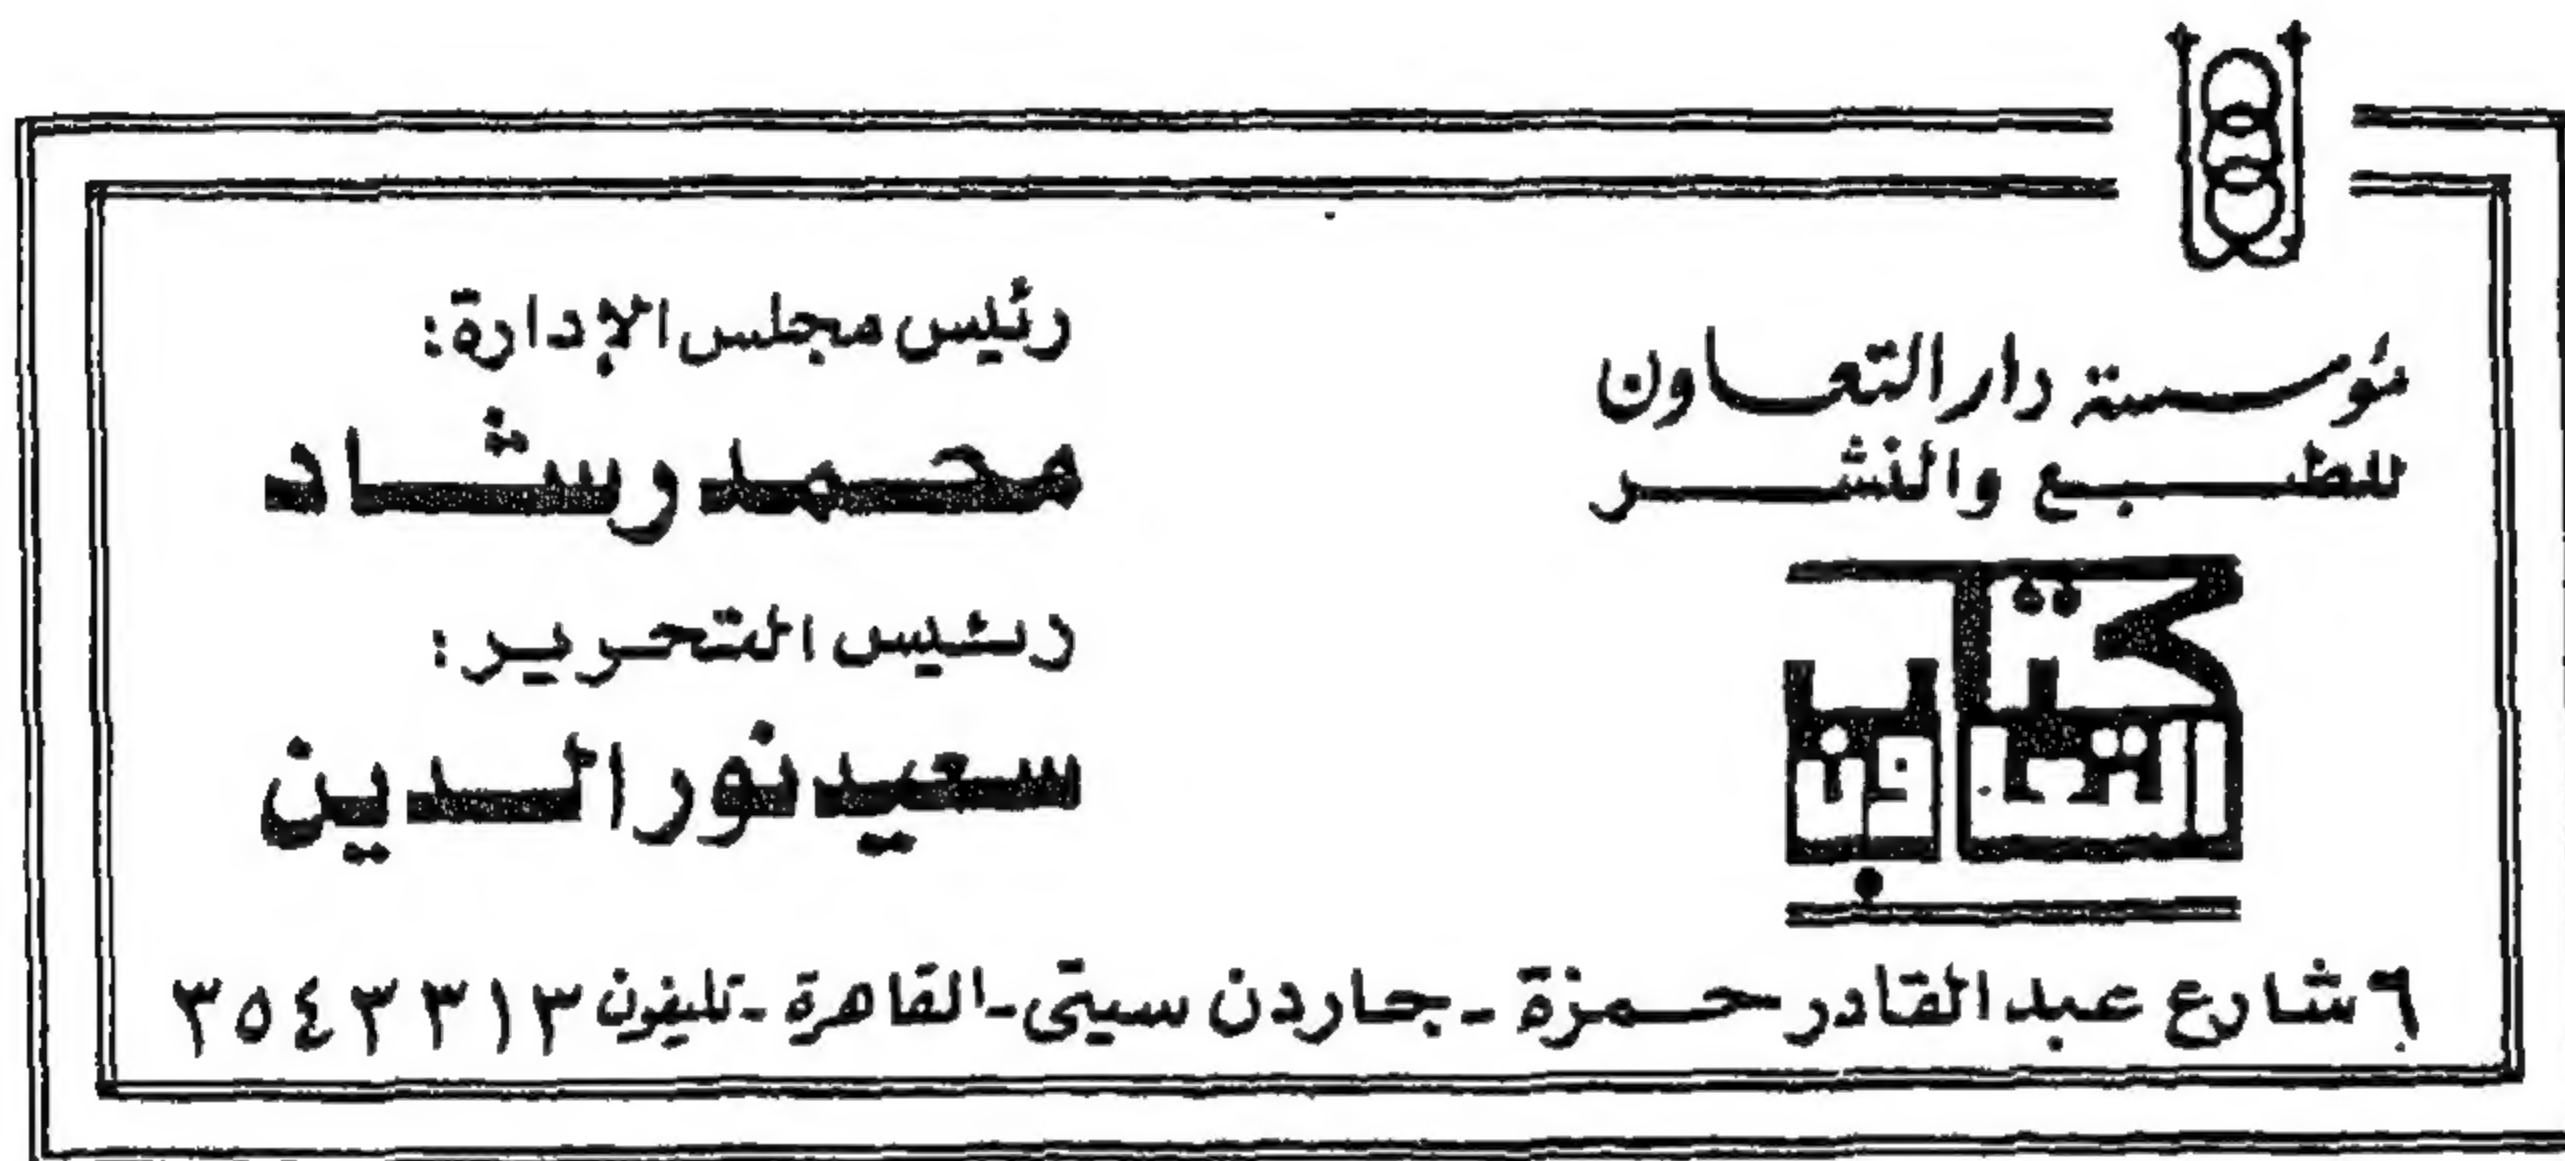 مؤسسة دار التعاون
للطبع والنشر
كتاب
التعاون
رئيس مجلس الإدارة:
محمد رشاد
رئيس التحرير:
سعيد نور الدين
٦ شارع عبد القادر حمزة - جاردن سيتى - القاهرة - تليفون ٣٥٤٣٣١٣